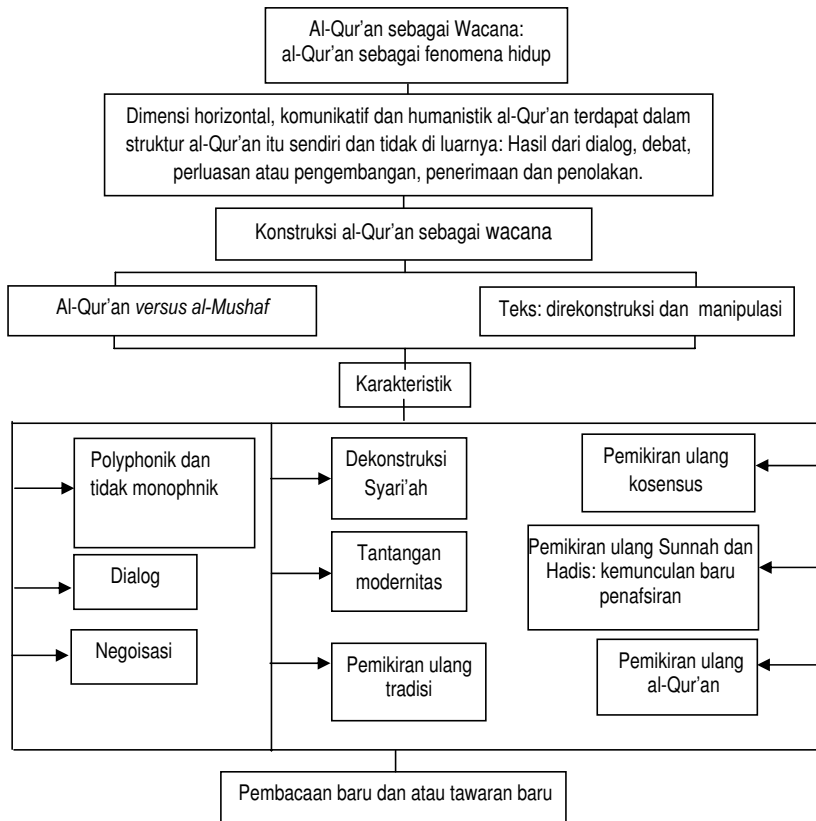 Al-Qur’an sebagai Wacana:
al-Qur’an sebagai fenomena hidup
Dimensi horizontal, komunikatif dan humanistik al-Qur’an terdapat dalam
struktur al-Qur’an itu sendiri dan tidak di luarnya: Hasil dari dialog, debat,
perluasan atau pengembangan, penerimaan dan penolakan.
Konstruksi al-Qur’an sebagai wacana
Al-Qur’an versus al-Mushaf
Teks: direkonstruksi dan manipulasi
Karakteristik
Polyphonik dan
tidak monophnik
Dialog
Negoisasi
Dekonstruksi
Syari’ah
Tantangan
modernitas
Pemikiran ulang
tradisi
Pemikiran ulang
kosensus
Pemikiran ulang Sunnah dan
Hadis: kemunculan baru
penafsiran
Pemikiran ulang
al-Qur’an
Pembacaan baru dan atau tawaran baru